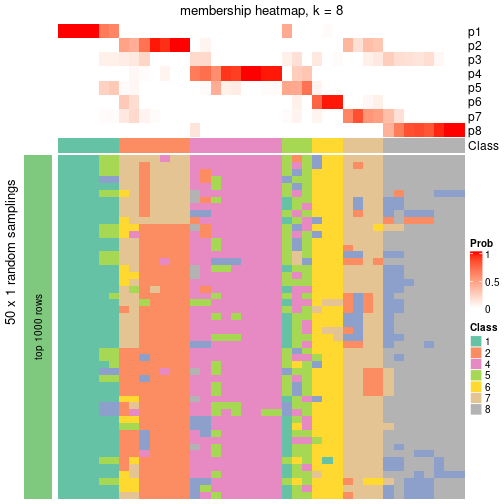 membership heatmap, k = 8
p1
p2
p3
p4
p5
p6
p7
p8
Class
50 x 1 random samplings
top 1000 rows
Prob
1
0.5
0
Class
1
2
4
5
6
7
8